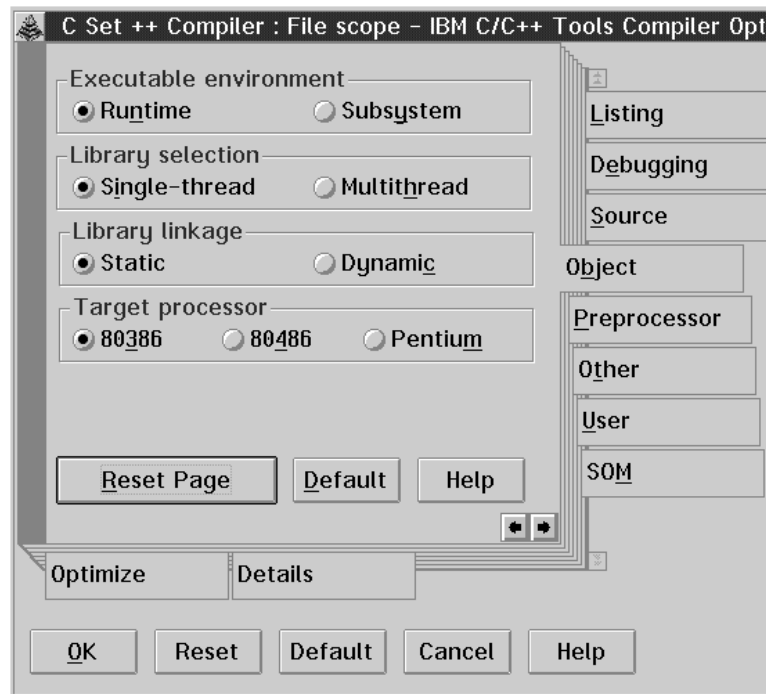 C Set ++ Compiler : File scope - IBM C/C++ Tools Compiler Opt
Executable environment
Runtime Subsystem
Library selection
Single-thread Multithread
Library linkage
Static Dynamic
Target processor
80386 80486 Pentium
Reset Page Default Help
Listing
Debugging
Source
Object
Preprocessor
Other
User
SOM
Optimize Details
OK Reset Default Cancel Help